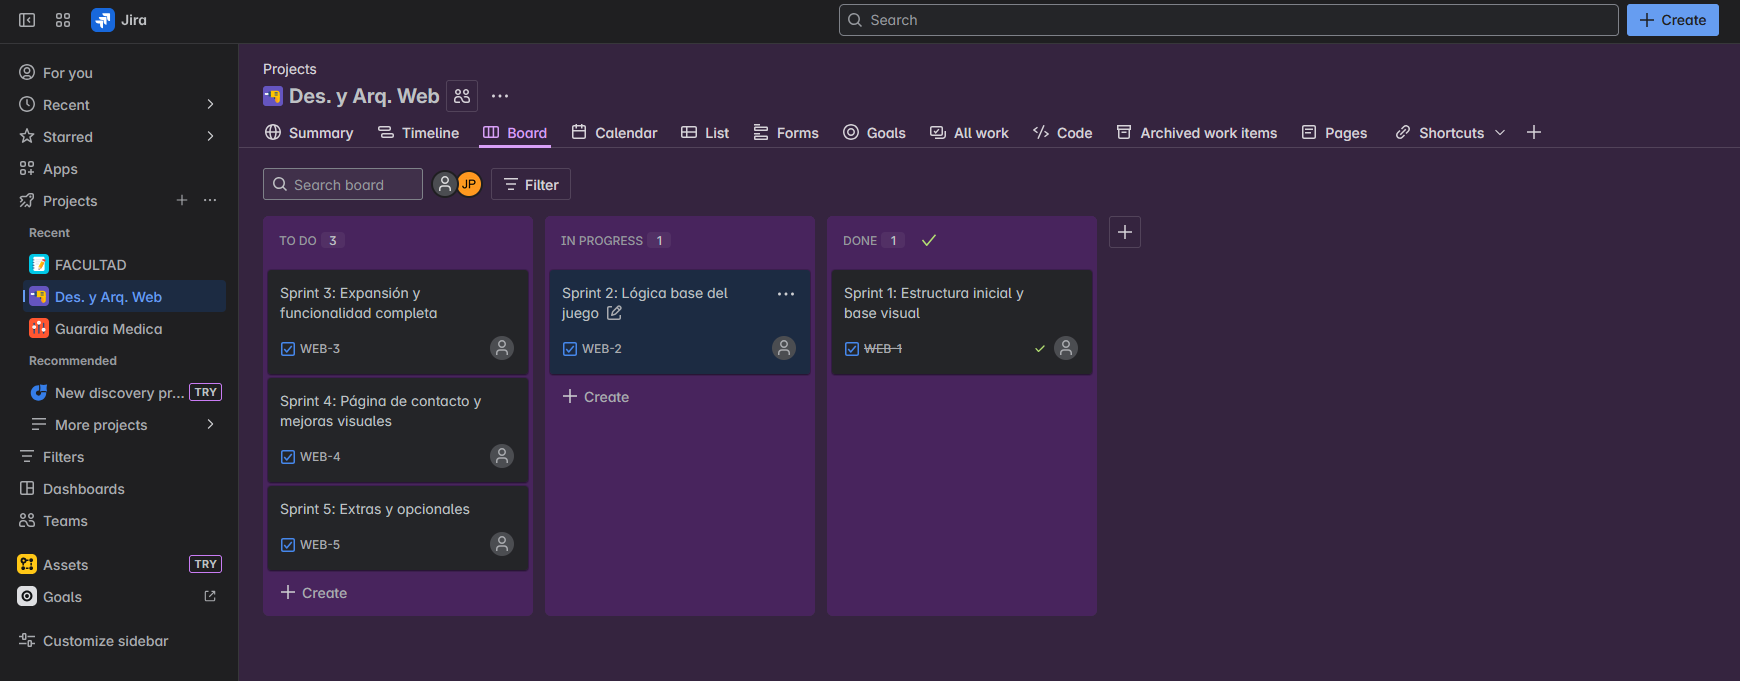 Jira
Search
Create
For you
Recent
Starred
Apps
Projects
Recent
FACULTAD
Des. y Arq. Web
Guardia Medica
Recommended
New discovery pr... TRY
More projects
Filters
Dashboards
Teams
Assets TRY
Goals
Customize sidebar
Projects
Des. y Arq. Web
Summary Timeline Board Calendar List Forms Goals All work Code Archived work items Pages Shortcuts
Search board JP Filter
TO DO 3
Sprint 3: Expansión y
funcionalidad completa
WEB-3
Sprint 4: Página de contacto y
mejoras visuales
WEB-4
Sprint 5: Extras y opcionales
WEB-5
Create
IN PROGRESS 1
Sprint 2: Lógica base del
juego
WEB-2
Create
DONE 1
Sprint 1: Estructura inicial y
base visual
WEB-1